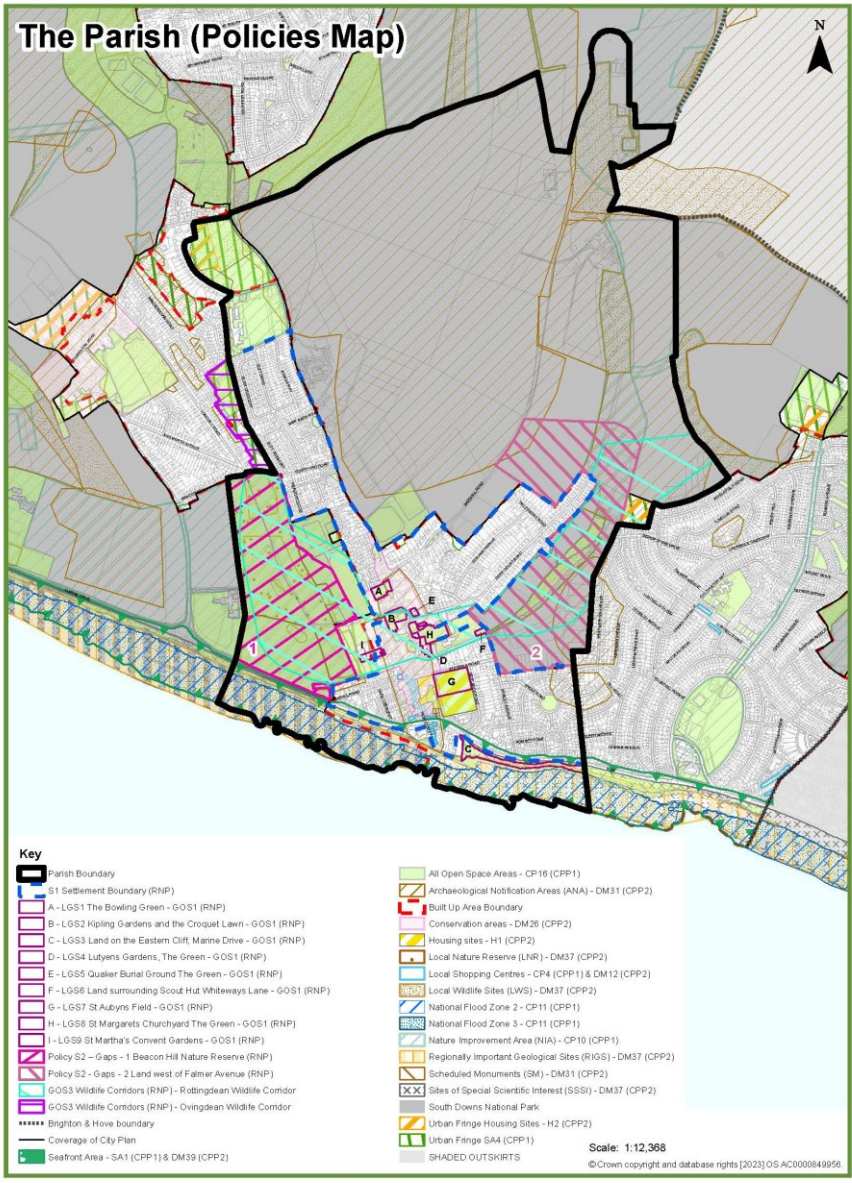 The Parish (Policies Map)
N
A
B
E
H
I
D
F
G
C
1
2
Key
Parish Boundary
S1 Settlement Boundary (RNP)
A - LGS1 The Bowling Green - GOS1 (RNP)
B - LGS2 Kipling Gardens and the Croquet Lawn - GOS1 (RNP)
C - LGS3 Land on the Eastern Cliff, Marine Drive - GOS1 (RNP)
D - LGS4 Lutyens Gardens, The Green - GOS1 (RNP)
E - LGS5 Quaker Burial Ground The Green - GOS1 (RNP)
F - LGS6 Land surrounding Scout Hut Whiteways Lane - GOS1 (RNP)
G - LGS7 St Aubyns Field - GOS1 (RNP)
H - LGS8 St Margarets Churchyard The Green - GOS1 (RNP)
I - LGS9 St Martha's Convent Gardens - GOS1 (RNP)
Policy S2 – Gaps - 1 Beacon Hill Nature Reserve (RNP)
Policy S2 - Gaps - 2 Land west of Falmer Avenue (RNP)
GOS3 Wildlife Corridors (RNP) - Rottingdean Wildlife Corridor
GOS3 Wildlife Corridors (RNP) - Ovingdean Wildlife Corridor
Brighton & Hove boundary
Coverage of City Plan
Seafront Area - SA1 (CPP1) & DM39 (CPP2)
All Open Space Areas - CP16 (CPP1)
Archaeological Notification Areas (ANA) - DM31 (CPP2)
Built Up Area Boundary
Conservation areas - DM26 (CPP2)
Housing sites - H1 (CPP2)
Local Nature Reserve (LNR) - DM37 (CPP2)
Local Shopping Centres - CP4 (CPP1) & DM12 (CPP2)
Local Wildlife Sites (LWS) - DM37 (CPP2)
National Flood Zone 2 - CP11 (CPP1)
National Flood Zone 3 - CP11 (CPP1)
Nature Improvement Area (NIA) - CP10 (CPP1)
Regionally Important Geological Sites (RIGS) - DM37 (CPP2)
Scheduled Monuments (SM) - DM31 (CPP2)
Sites of Special Scientific Interest (SSSI) - DM37 (CPP2)
South Downs National Park
Urban Fringe Housing Sites - H2 (CPP2)
Urban Fringe SA4 (CPP1)
SHADED OUTSKIRTS
Scale: 1:12,368
© Crown copyright and database rights [2023] OS AC0000849956.